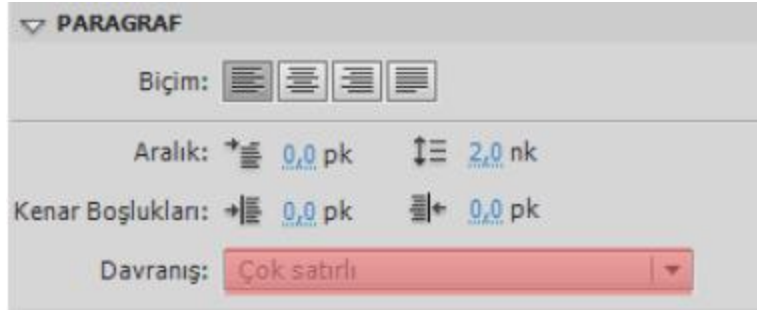 PARAGRAF
Biçim:
Aralık: 0,0 pk 2,0 nk
Kenar Boşlukları: 0,0 pk 0,0 pk
Davranış: Çok satırlı